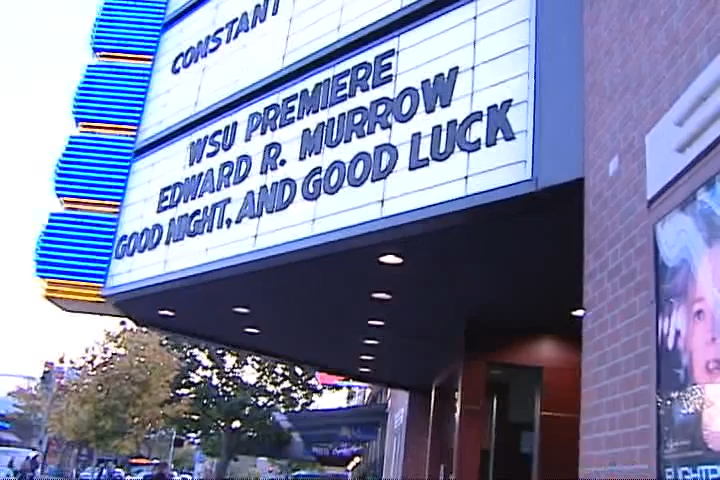 CONSTANT
WSU PREMIERE
EDWARD R. MURROW
GOOD NIGHT, AND GOOD LUCK